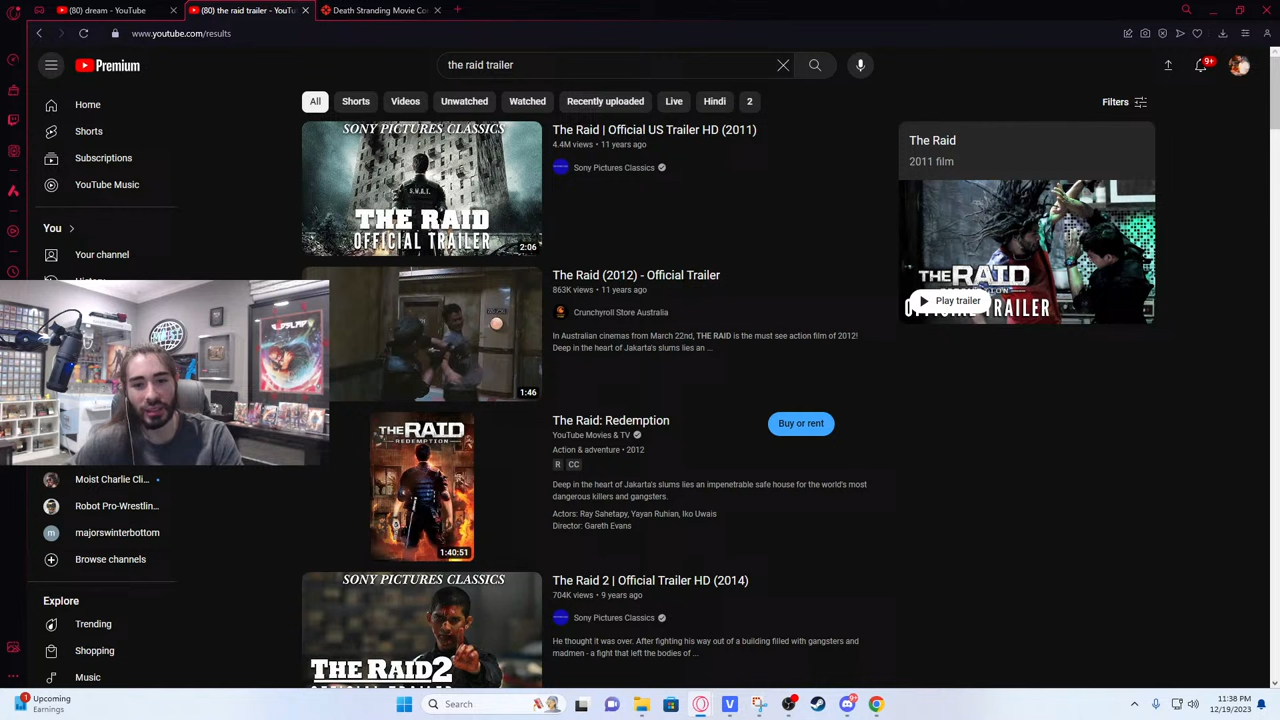 (80) dream - YouTube
(80) the raid trailer - YouT
Death Stranding Movie Co
www.youtube.com/results
Premium
the raid trailer
9+
Home
Shorts
Subscriptions
YouTube Music
You
Your channel
History
Moist Charlie Cli...
Robot Pro-Wrestlin...
m
majorswinterbottom
Browse channels
Explore
Trending
Shopping
Music
All
Shorts
Videos
Unwatched
Watched
Recently uploaded
Live
Hindi
2
Filters
SONY PICTURES CLASSICS
S.W.A.T.
THE RAID
OFFICIAL TRAILER
2:06
The Raid | Official US Trailer HD (2011)
4.4M views • 11 years ago
Sony Pictures Classics
1:46
The Raid (2012) - Official Trailer
863K views • 11 years ago
Crunchyroll Store Australia
In Australian cinemas from March 22nd, THE RAID is the must see action film of 2012!
Deep in the heart of Jakarta's slums lies an ...
THE RAID
REDEMPTION
1:40:51
The Raid: Redemption
YouTube Movies & TV
Action & adventure • 2012
R CC
Deep in the heart of Jakarta's slums lies an impenetrable safe house for the world's most
dangerous killers and gangsters.
Actors: Ray Sahetapy, Yayan Ruhian, Iko Uwais
Director: Gareth Evans
Buy or rent
SONY PICTURES CLASSICS
THE RAID 2
The Raid 2 | Official Trailer HD (2014)
704K views • 9 years ago
Sony Pictures Classics
He thought it was over. After fighting his way out of a building filled with gangsters and
madmen - a fight that left the bodies of ...
The Raid
2011 film
THE RAID
Play trailer
OFFICIAL TRAILER
1
Upcoming
Earnings
Search
9+
11:38 PM
12/19/2023